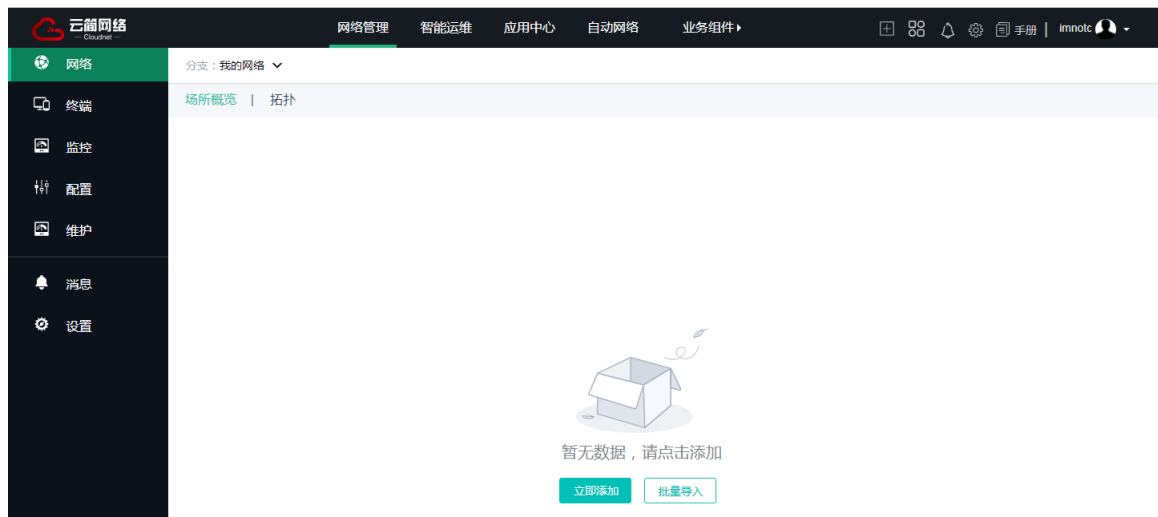 云简网络
— Cloudnet —
网络管理 智能运维 应用中心 自动网络 业务组件 手册 | imnotc
网络
分支：我的网络
场所概览 | 拓扑
终端
监控
配置
维护
消息
设置
暂无数据，请点击添加
立即添加 批量导入